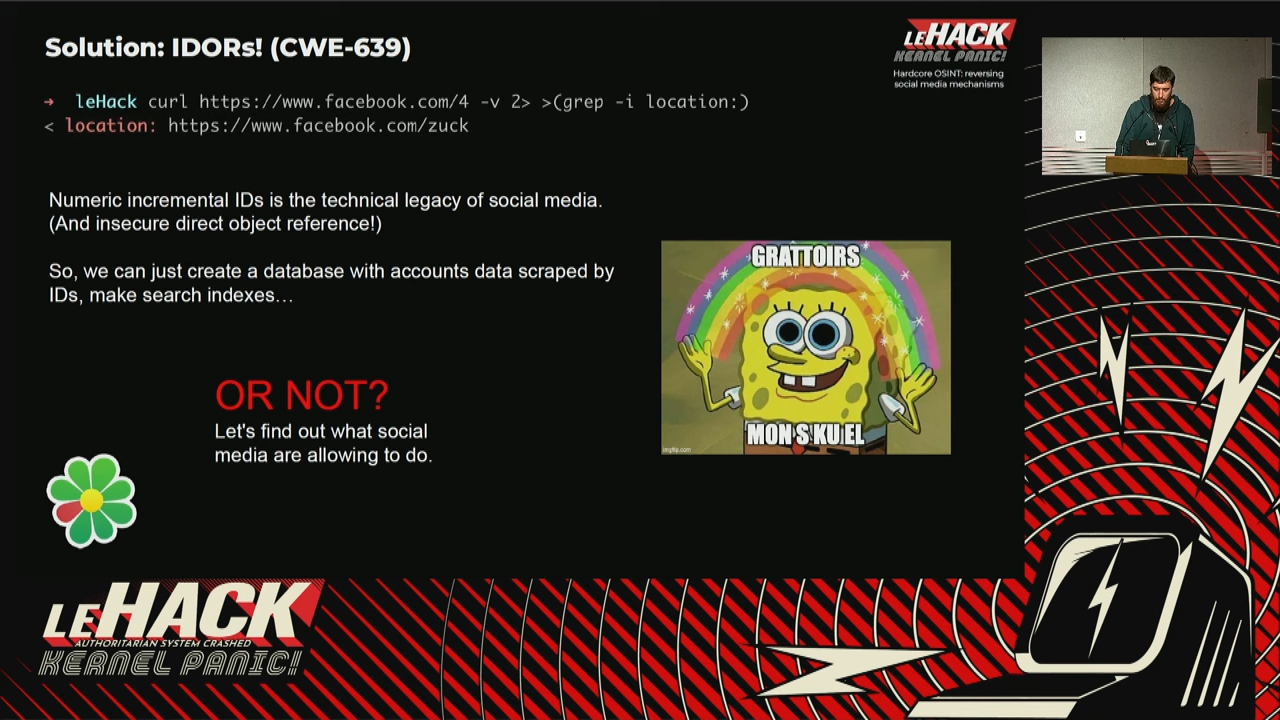 Solution: IDORs! (CWE-639)
LEHACK
KERNEL PANIC!
Hardcore OSINT: reversing
social media mechanisms
➜ leHack curl https://www.facebook.com/4 -v 2> >(grep -i location:)
< location: https://www.facebook.com/zuck
Numeric incremental IDs is the technical legacy of social media.
(And insecure direct object reference!)
So, we can just create a database with accounts data scraped by
IDs, make search indexes…
GRATTOIRS
MON SKUEL
imgflip.com
OR NOT?
Let's find out what social
media are allowing to do.
LEHACK
AUTHORITARIAN SYSTEM CRASHED
KERNEL PANIC!